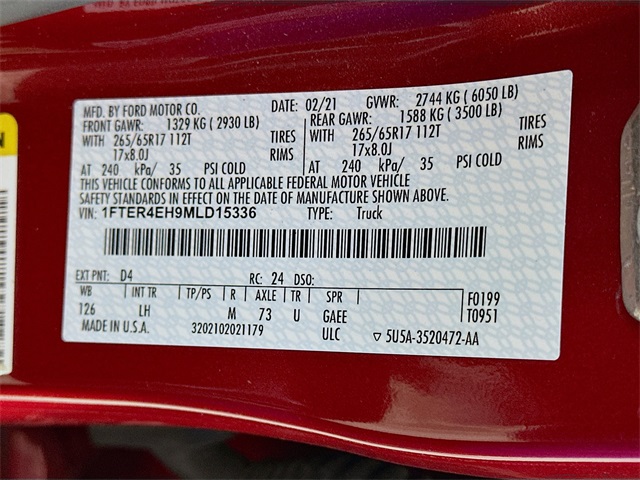 MFD. BY FORD MOTOR CO. DATE: 02/21 GVWR: 2744 KG ( 6050 LB)
FRONT GAWR: 1329 KG ( 2930 LB) REAR GAWR: 1588 KG ( 3500 LB)
WITH 265/65R17 112T TIRES WITH 265/65R17 112T TIRES
17x8.0J RIMS 17x8.0J RIMS
AT 240 kPa/ 35 PSI COLD AT 240 kPa/ 35 PSI COLD
THIS VEHICLE CONFORMS TO ALL APPLICABLE FEDERAL MOTOR VEHICLE
SAFETY STANDARDS IN EFFECT ON THE DATE OF MANUFACTURE SHOWN ABOVE.
VIN: 1FTER4EH9MLD15336 TYPE: Truck
EXT PNT: D4 RC: 24 DSO:
WB INT TR TP/PS R AXLE TR SPR F0199
126 LH M 73 U GAEE T0951
MADE IN U.S.A. 3202102021179 ULC ▽ 5U5A-3520472-AA